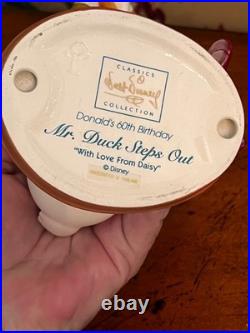 CLASSICS
Walt Disney
COLLECTION
Donald's 60th Birthday
Mr. Duck Steps Out
"With Love From Daisy"
© Disney